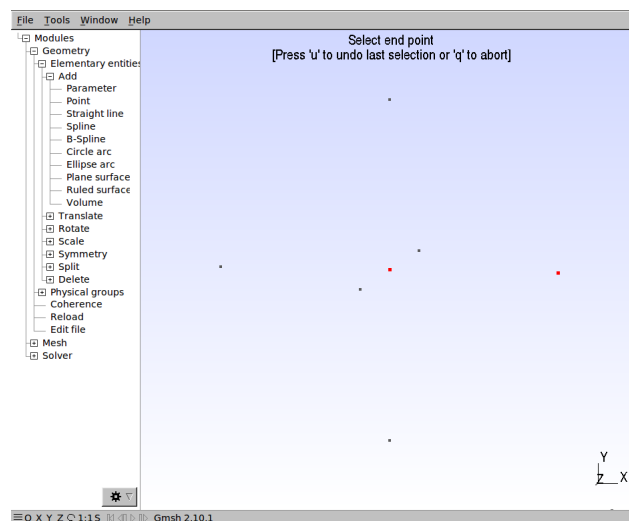 File Tools Window Help
Modules
Geometry
Elementary entities
Add
Parameter
Point
Straight line
Spline
B-Spline
Circle arc
Ellipse arc
Plane surface
Ruled surface
Volume
Translate
Rotate
Scale
Symmetry
Split
Delete
Physical groups
Coherence
Reload
Edit file
Mesh
Solver
Select end point
[Press 'u' to undo last selection or 'q' to abort]
Y
Z X
O X Y Z 1:1 S Gmsh 2.10.1